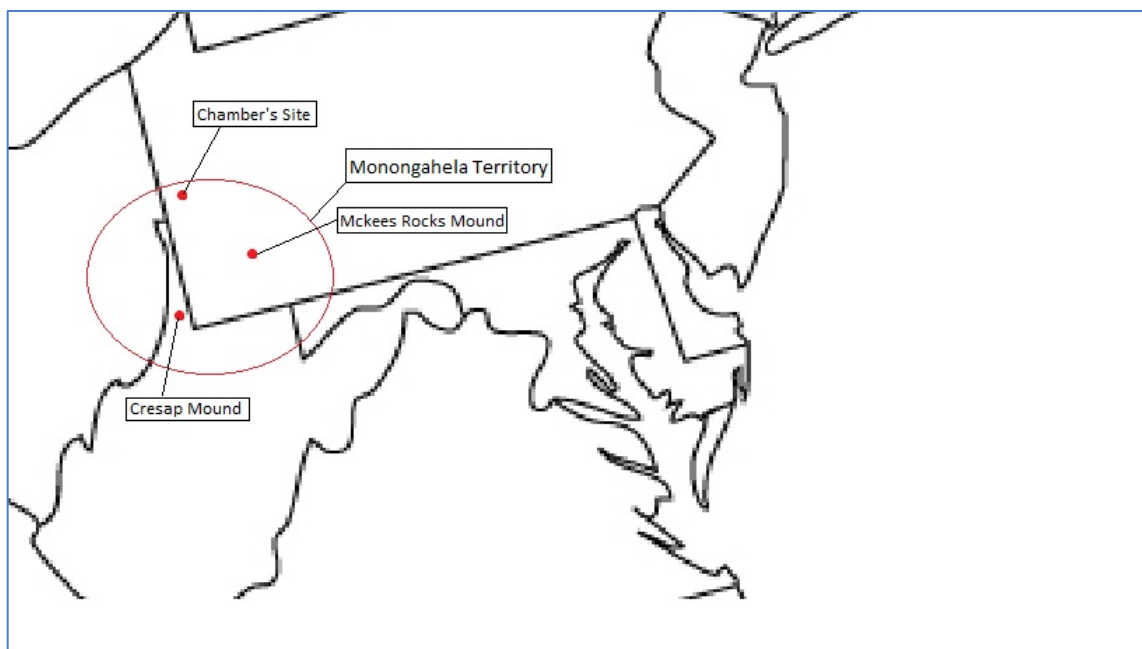 Chamber's Site
Monongahela Territory
Mckees Rocks Mound
Cresap Mound